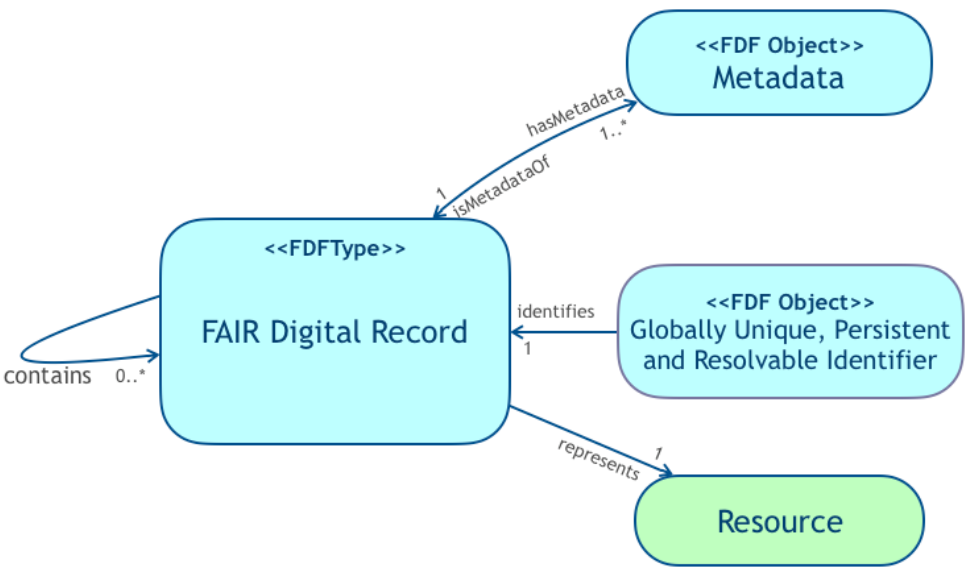 <<FDF Object>>
Metadata
hasMetadata
1..*
1
isMetadataOf
<<FDFType>>
FAIR Digital Record
contains
0..*
identifies
1
<<FDF Object>>
Globally Unique, Persistent
and Resolvable Identifier
represents
1
Resource